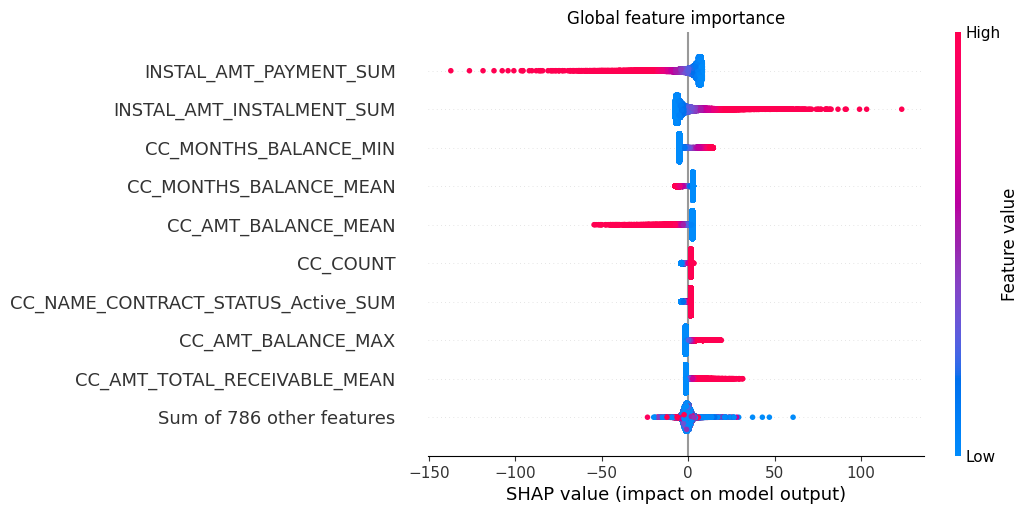 Global feature importance
High
INSTAL_AMT_PAYMENT_SUM
INSTAL_AMT_INSTALMENT_SUM
CC_MONTHS_BALANCE_MIN
CC_MONTHS_BALANCE_MEAN
CC_AMT_BALANCE_MEAN
CC_COUNT
CC_NAME_CONTRACT_STATUS_Active_SUM
CC_AMT_BALANCE_MAX
CC_AMT_TOTAL_RECEIVABLE_MEAN
Sum of 786 other features
Feature value
Low
−150 −100 −50 0 50 100
SHAP value (impact on model output)